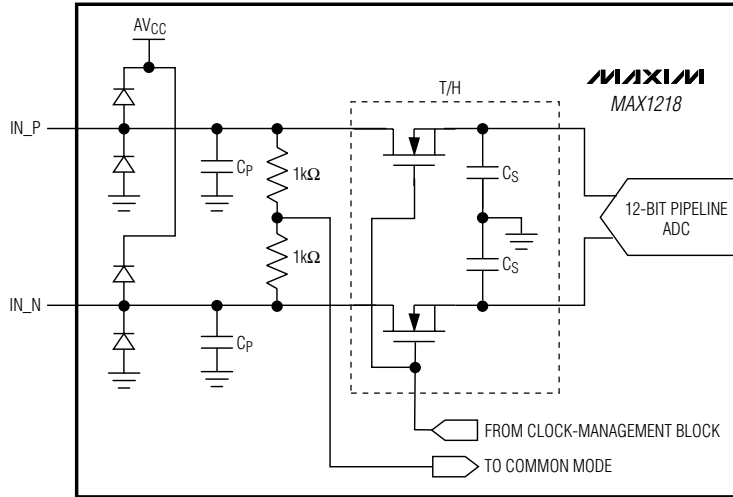 AVCC
T/H
MAXIM
MAX1218
IN_P
CP
1kΩ
CS
12-BIT PIPELINE
ADC
1kΩ
CS
IN_N
CP
FROM CLOCK-MANAGEMENT BLOCK
TO COMMON MODE